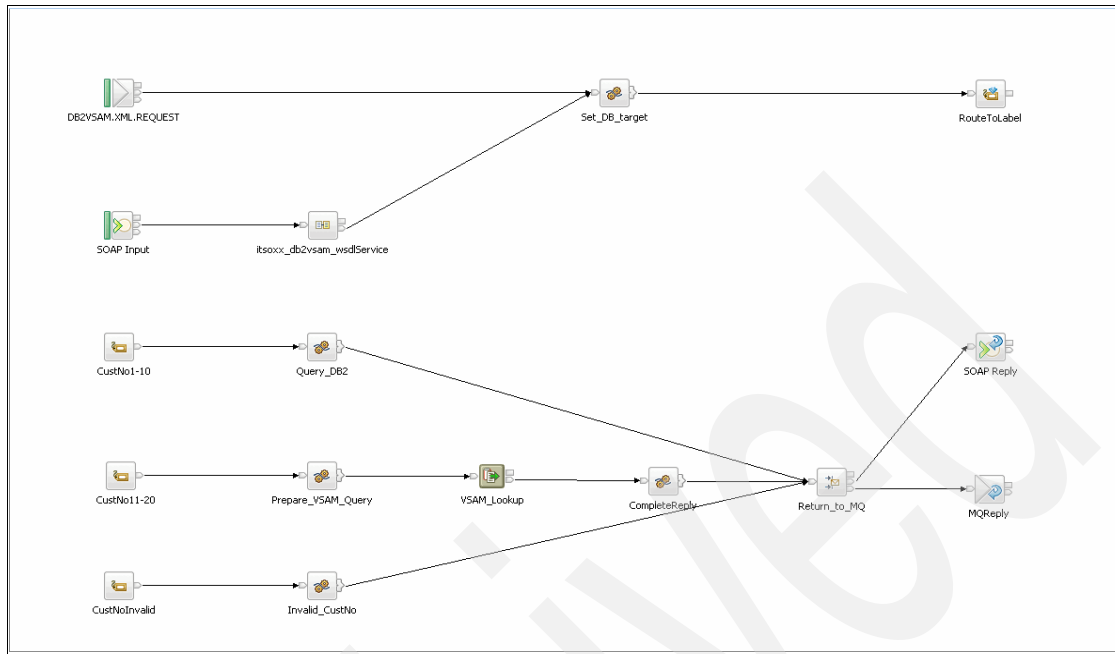 DB2VSAM.XML.REQUEST
Set_DB_target
RouteToLabel
SOAP Input
itsoxx_db2vsam_wsdlService
CustNo1-10
Query_DB2
SOAP Reply
CustNo11-20
Prepare_VSAM_Query
VSAM_Lookup
CompleteReply
Return_to_MQ
MQReply
CustNoInvalid
Invalid_CustNo
ived